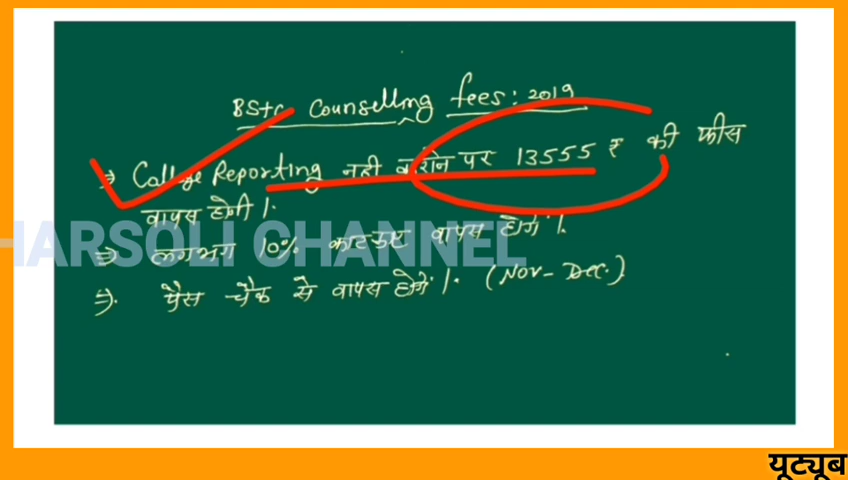 BStc Counselling fees: 2019
⇒ College Reporting नही करोने पर 13555 ₹ की फीस
वापस होगी।.
HARSOLI CHANNEL
⇒ लगभग 10% काटकर वापस होगें।.
⇒. पैस चैक से वापस होगें।. (Nov- Dec.)
यूट्यूब